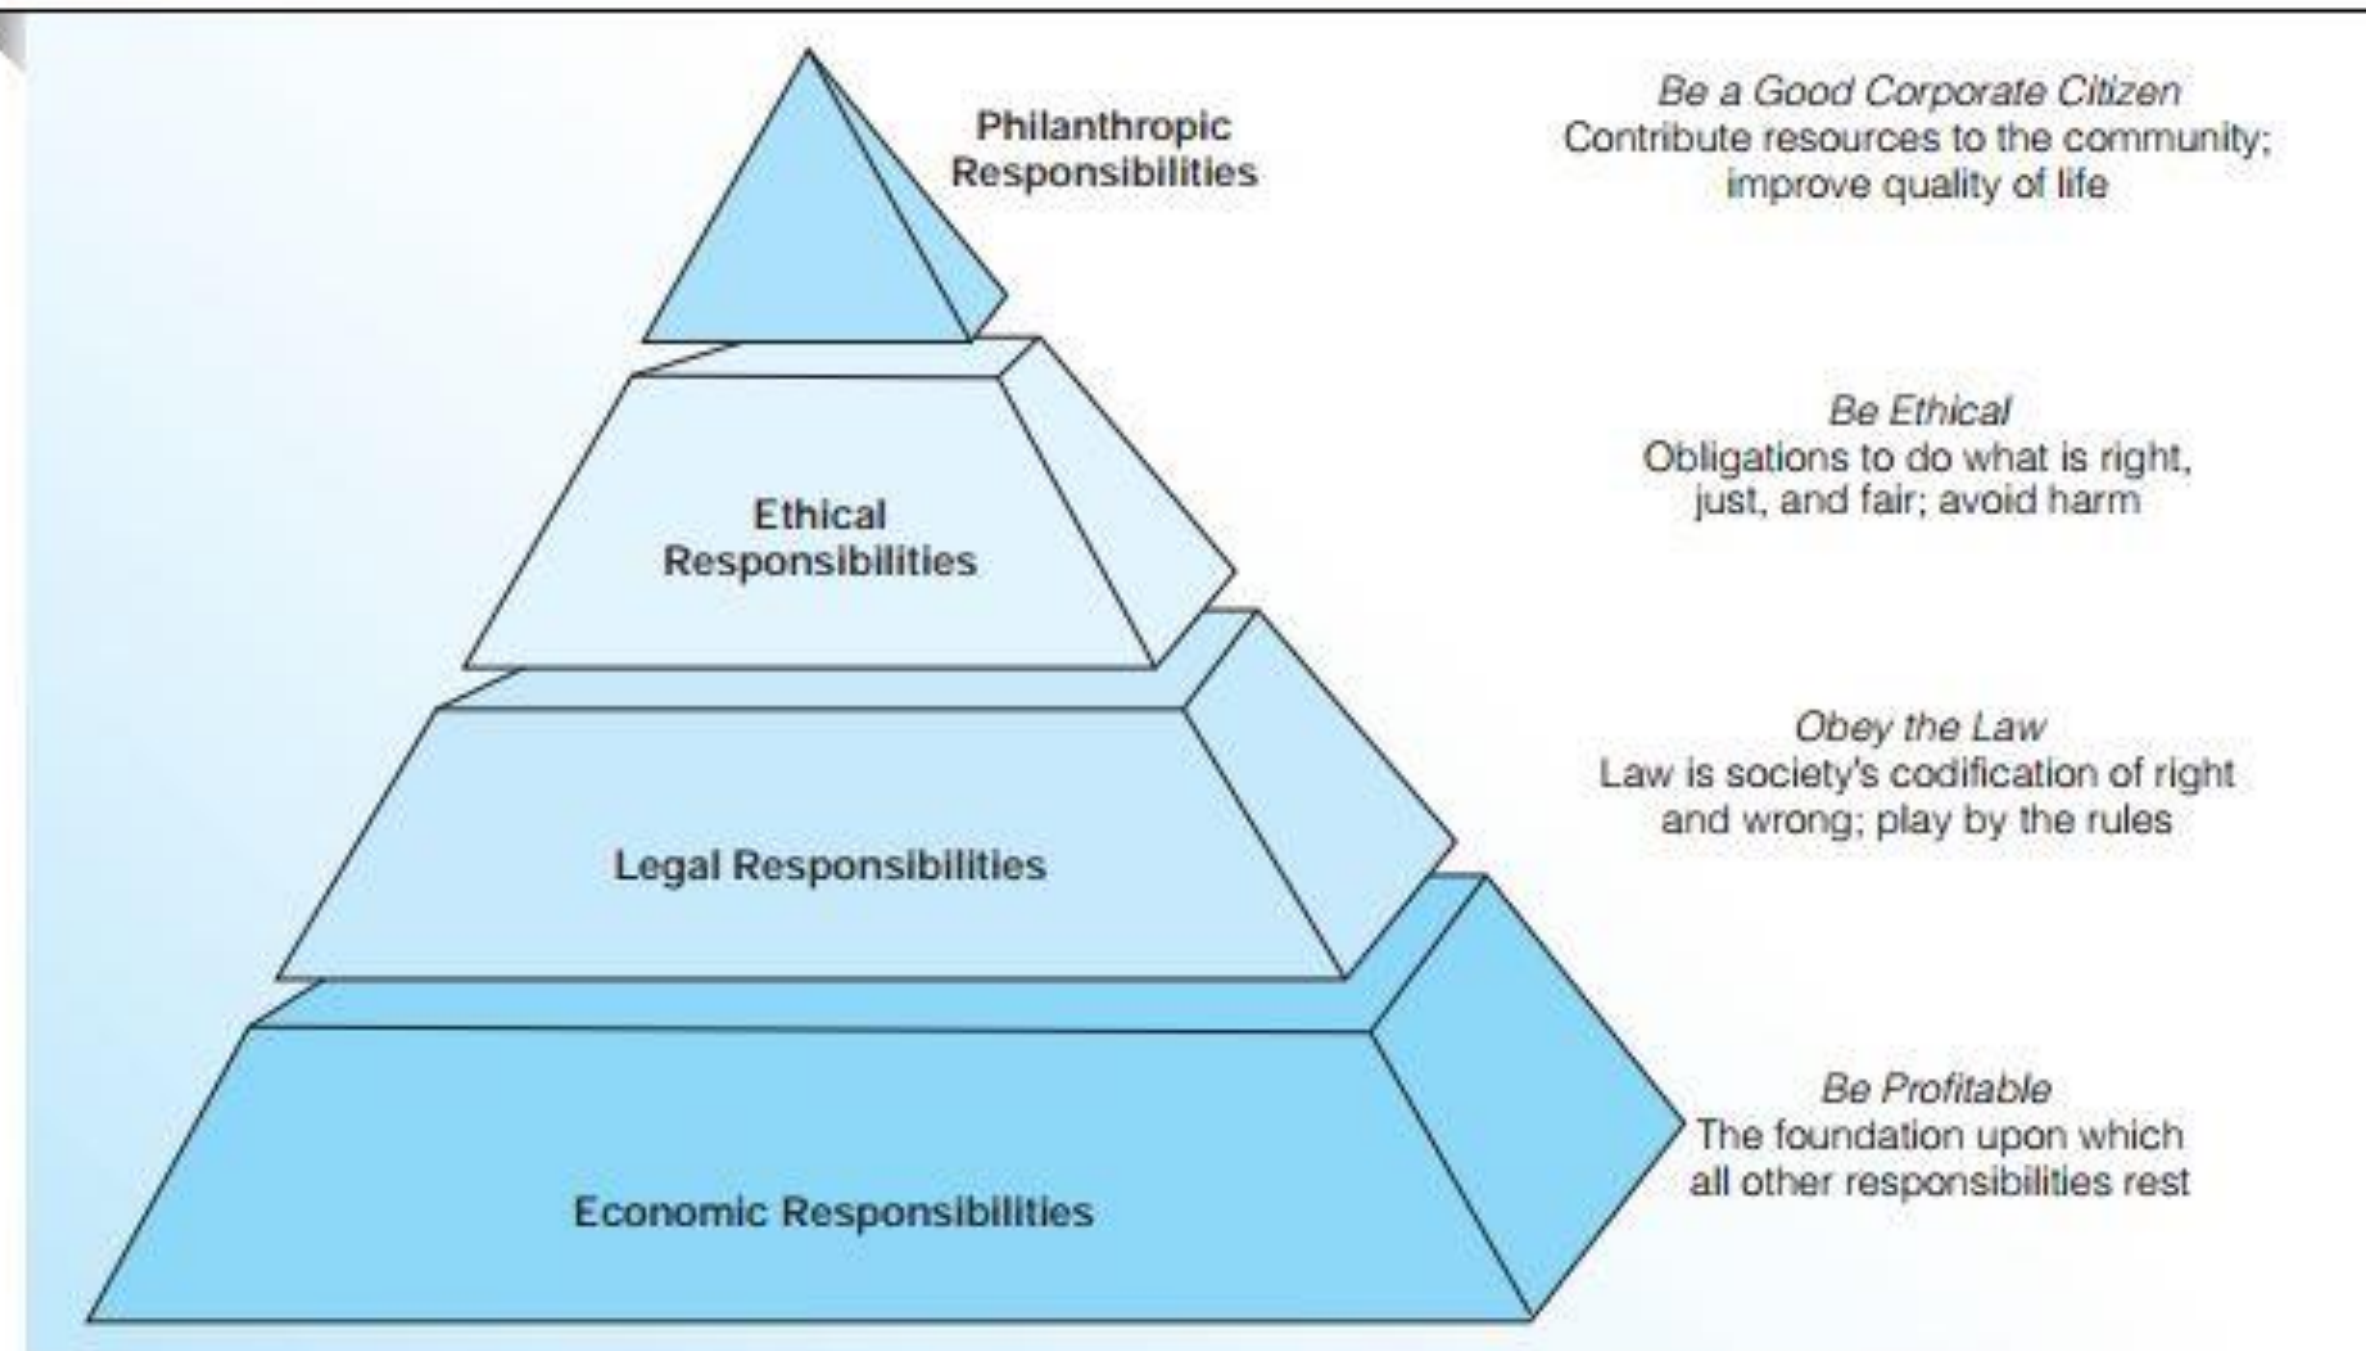 Philanthropic
Responsibilities
Be a Good Corporate Citizen
Contribute resources to the community;
improve quality of life
Ethical
Responsibilities
Be Ethical
Obligations to do what is right,
just, and fair; avoid harm
Legal Responsibilities
Obey the Law
Law is society's codification of right
and wrong; play by the rules
Economic Responsibilities
Be Profitable
The foundation upon which
all other responsibilities rest